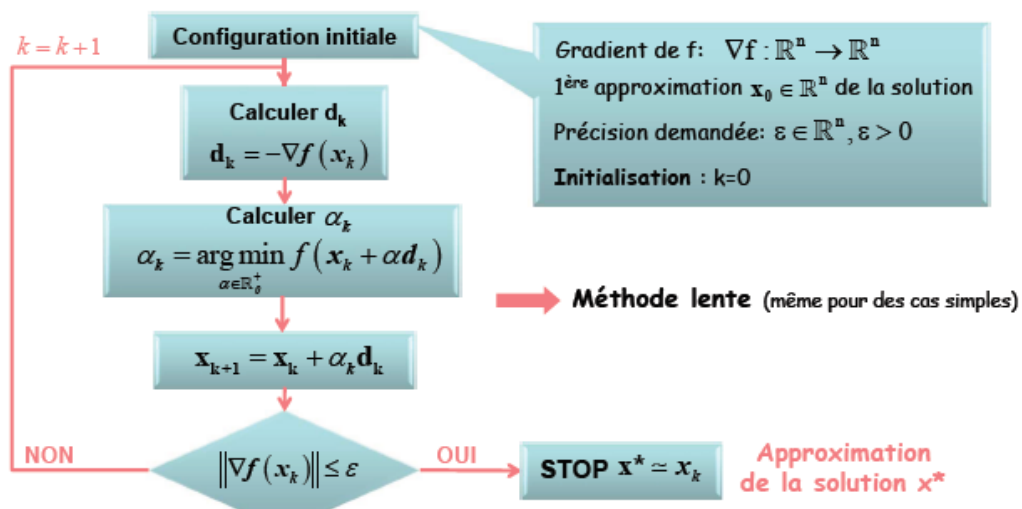 k = k + 1
Configuration initiale
Gradient de f: ∇f : ℝⁿ → ℝⁿ
1ère approximation x₀ ∈ ℝⁿ de la solution
Précision demandée: ε ∈ ℝⁿ, ε > 0
Initialisation : k=0
Calculer dₖ
dₖ = −∇f(xₖ)
Calculer αₖ
αₖ = arg min f(xₖ + αdₖ)
α∈ℝ₀⁺
Méthode lente (même pour des cas simples)
xₖ₊₁ = xₖ + αₖdₖ
NON
‖∇f(xₖ)‖ ≤ ε
OUI
STOP x* ≃ xₖ
Approximation
de la solution x*